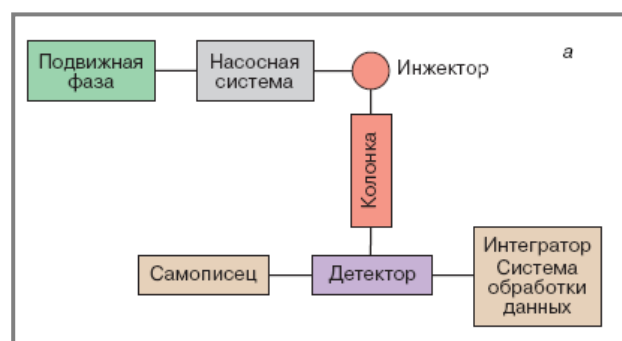 Подвижная
фаза
Насосная
система
Инжектор
а
Колонка
Самописец
Детектор
Интегратор
Система
обработки
данных